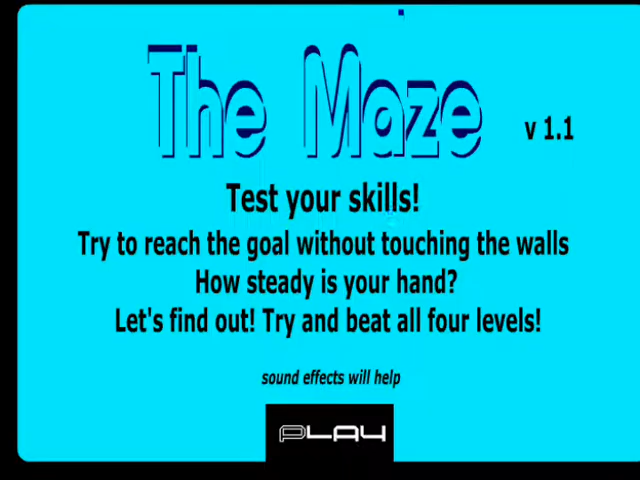 The Maze
v 1.1
Test your skills!
Try to reach the goal without touching the walls
How steady is your hand?
Let's find out! Try and beat all four levels!
sound effects will help
PLAY